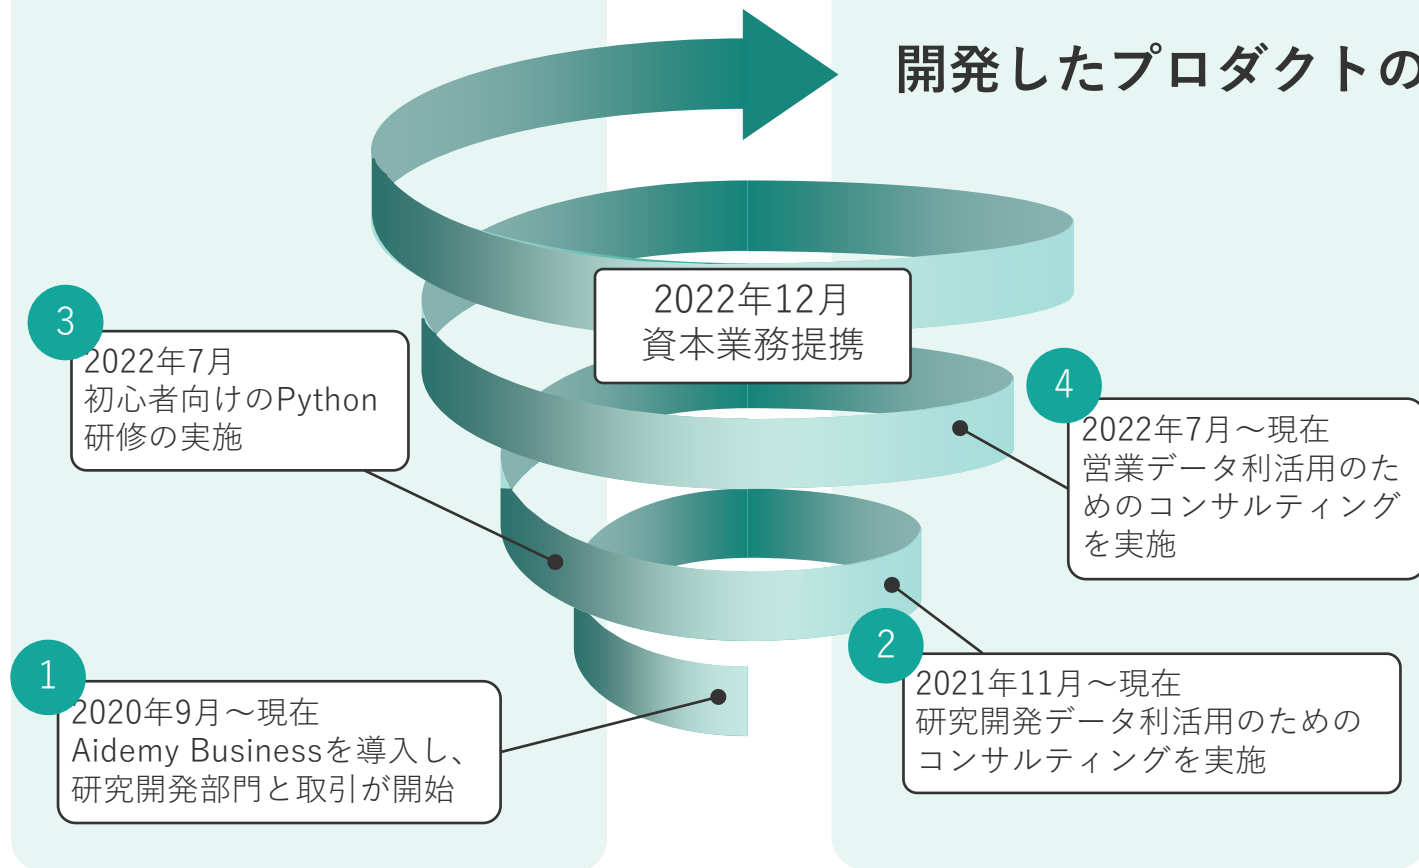 開発したプロダクトの
2022年12月
資本業務提携
3
2022年7月
初心者向けのPython
研修の実施
4
2022年7月～現在
営業データ利活用のた
めのコンサルティング
を実施
2
2021年11月～現在
研究開発データ利活用のための
コンサルティングを実施
1
2020年9月～現在
Aidemy Businessを導入し、
研究開発部門と取引が開始